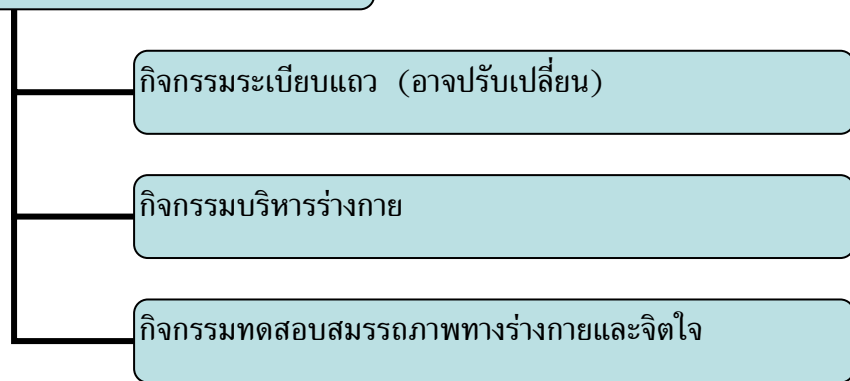 กิจกรรมระเบียบแถว (อาจปรับเปลี่ยน)
กิจกรรมบริหารร่างกาย
กิจกรรมทดสอบสมรรถภาพทางร่างกายและจิตใจ